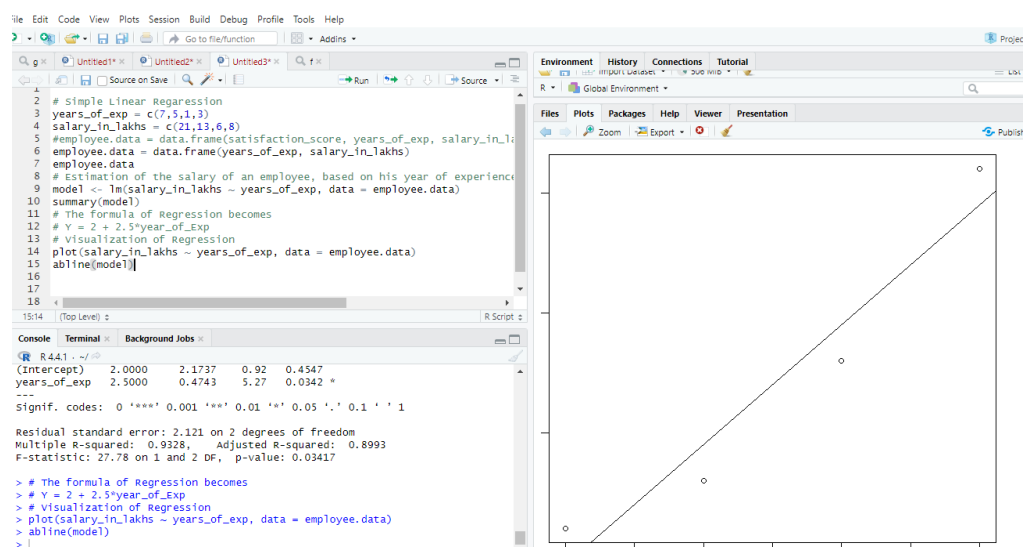 File Edit Code View Plots Session Build Debug Profile Tools Help
Go to file/function
Addins
Projec
g
Untitled1*
Untitled2*
Untitled3*
f
Source on Save
Run
Source
1
2 # Simple Linear Regaression
3 years_of_exp = c(7,5,1,3)
4 salary_in_lakhs = c(21,13,6,8)
5 #employee.data = data.frame(satisfaction_score, years_of_exp, salary_in_la
6 employee.data = data.frame(years_of_exp, salary_in_lakhs)
7 employee.data
8 # Estimation of the salary of an employee, based on his year of experience
9 model <- lm(salary_in_lakhs ~ years_of_exp, data = employee.data)
10 summary(model)
11 # The formula of Regression becomes
12 # Y = 2 + 2.5*year_of_Exp
13 # Visualization of Regression
14 plot(salary_in_lakhs ~ years_of_exp, data = employee.data)
15 abline(model)
16
17
18
15:14 (Top Level) R Script
Console Terminal Background Jobs
R 4.4.1 · ~/
(Intercept) 2.0000 2.1737 0.92 0.4547
years_of_exp 2.5000 0.4743 5.27 0.0342 *
---
Signif. codes: 0 ‘***’ 0.001 ‘**’ 0.01 ‘*’ 0.05 ‘.’ 0.1 ‘ ’ 1
Residual standard error: 2.121 on 2 degrees of freedom
Multiple R-squared: 0.9328, Adjusted R-squared: 0.8993
F-statistic: 27.78 on 1 and 2 DF, p-value: 0.03417
> # The formula of Regression becomes
> # Y = 2 + 2.5*year_of_Exp
> # Visualization of Regression
> plot(salary_in_lakhs ~ years_of_exp, data = employee.data)
> abline(model)
>
Environment History Connections Tutorial
Import Dataset
List
R Global Environment
Files Plots Packages Help Viewer Presentation
Zoom Export Publish